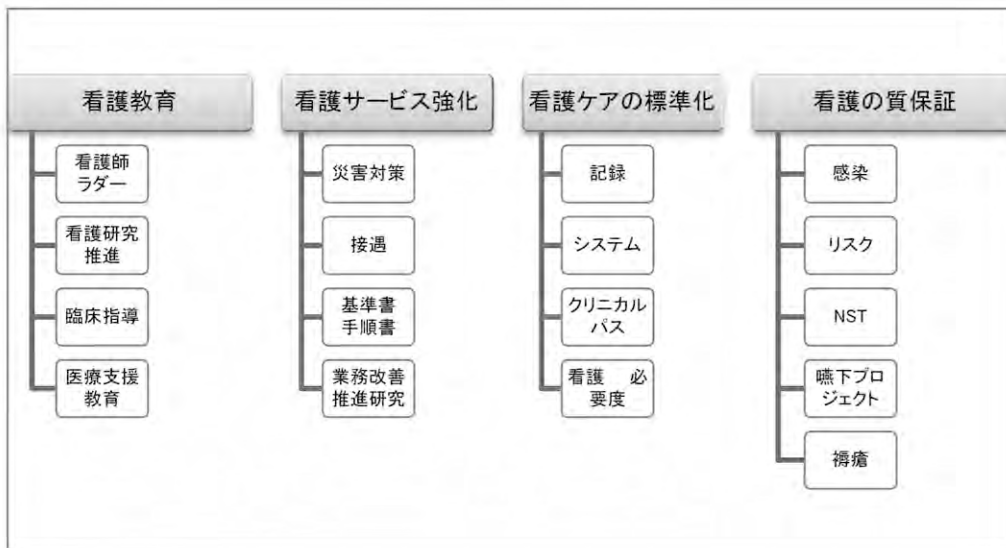 看護教育
看護師
ラダー
看護研究
推進
臨床指導
医療支援
教育
看護サービス強化
災害対策
接遇
基準書
手順書
業務改善
推進研究
看護ケアの標準化
記録
システム
クリニカル
パス
看護 必
要度
看護の質保証
感染
リスク
NST
嚥下プロ
ジェクト
褥瘡